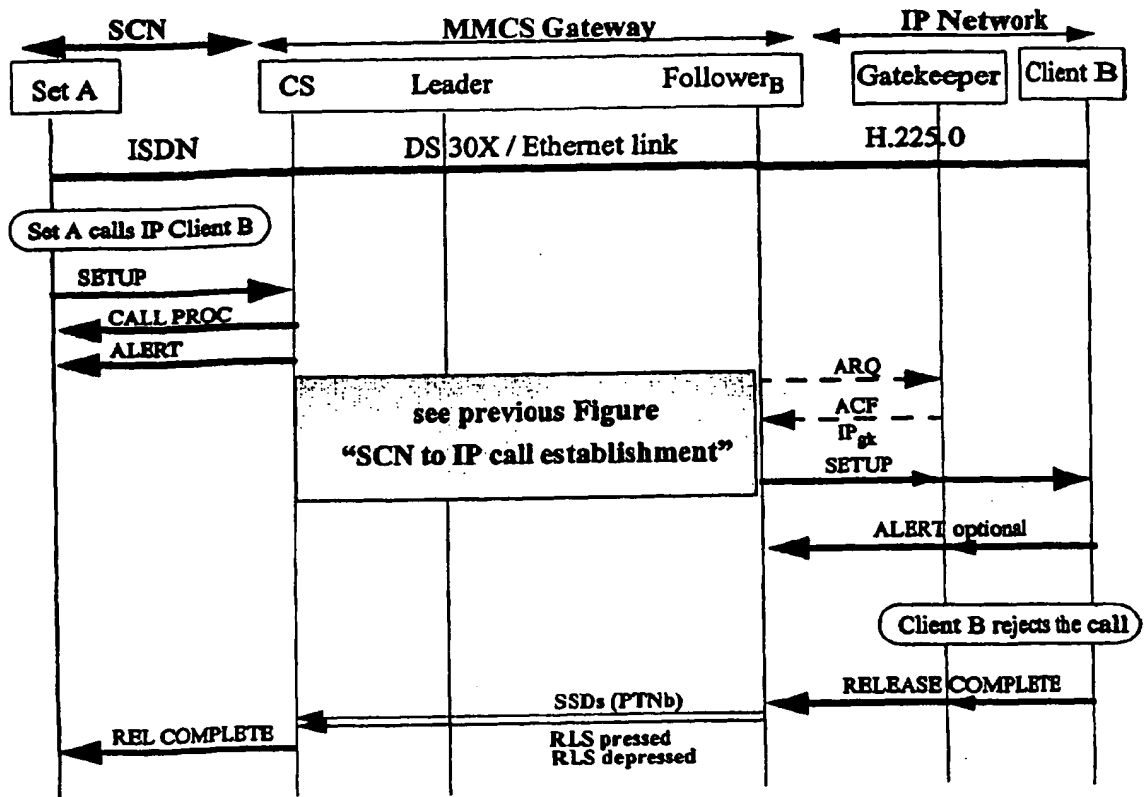 SCN
MMCS Gateway
IP Network
Set A
CS
Leader
FollowerB
Gatekeeper
Client B
ISDN
DS 30X / Ethernet link
H.225.0
Set A calls IP Client B
SETUP
CALL PROC
ALERT
ARQ
see previous Figure
"SCN to IP call establishment"
ACF
IPgk
SETUP
ALERT optional
Client B rejects the call
RELEASE COMPLETE
SSDs (PTNb)
REL COMPLETE
RLS pressed
RLS depressed